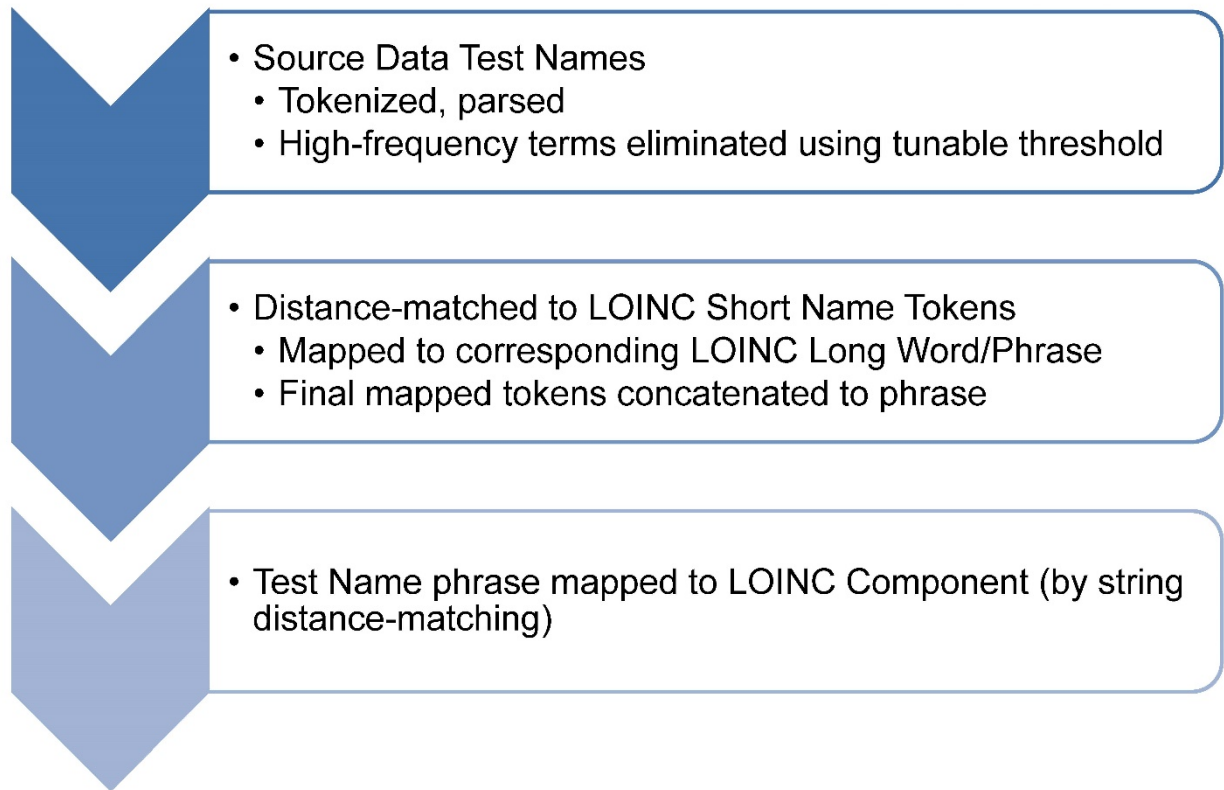 • Source Data Test Names
• Tokenized, parsed
• High-frequency terms eliminated using tunable threshold
• Distance-matched to LOINC Short Name Tokens
• Mapped to corresponding LOINC Long Word/Phrase
• Final mapped tokens concatenated to phrase
• Test Name phrase mapped to LOINC Component (by string
distance-matching)